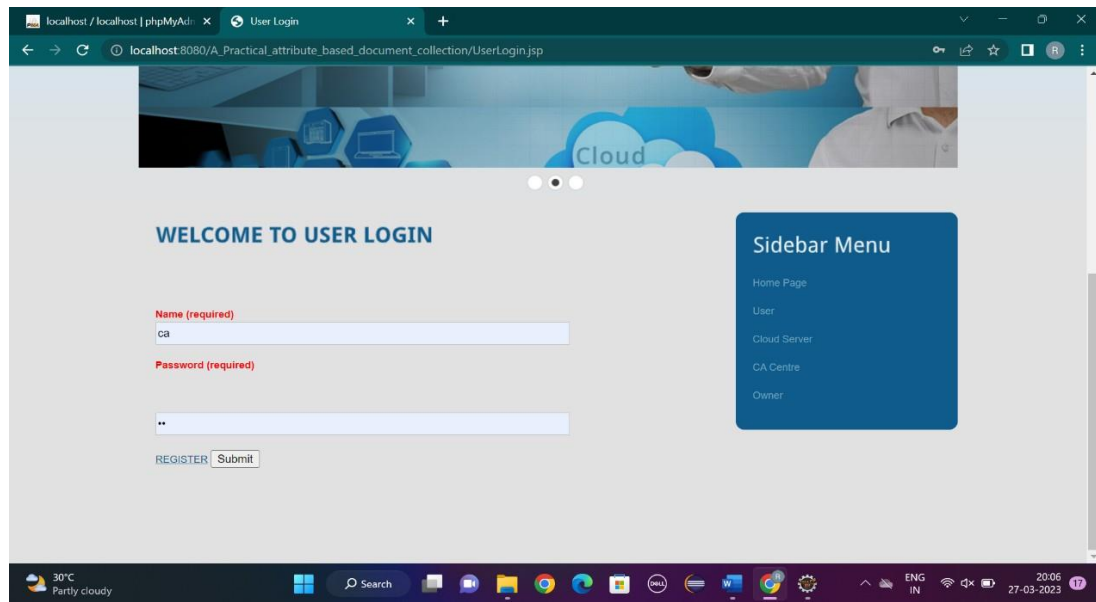 localhost / localhost | phpMyAdn
User Login
localhost:8080/A_Practical_attribute_based_document_collection/UserLogin.jsp
R
Cloud
WELCOME TO USER LOGIN
Name (required)
ca
Password (required)
••
REGISTER Submit
Sidebar Menu
Home Page
User
Cloud Server
CA Centre
Owner
30°C
Partly cloudy
Search
DELL
W
R
ENG
IN
20:06
27-03-2023
17